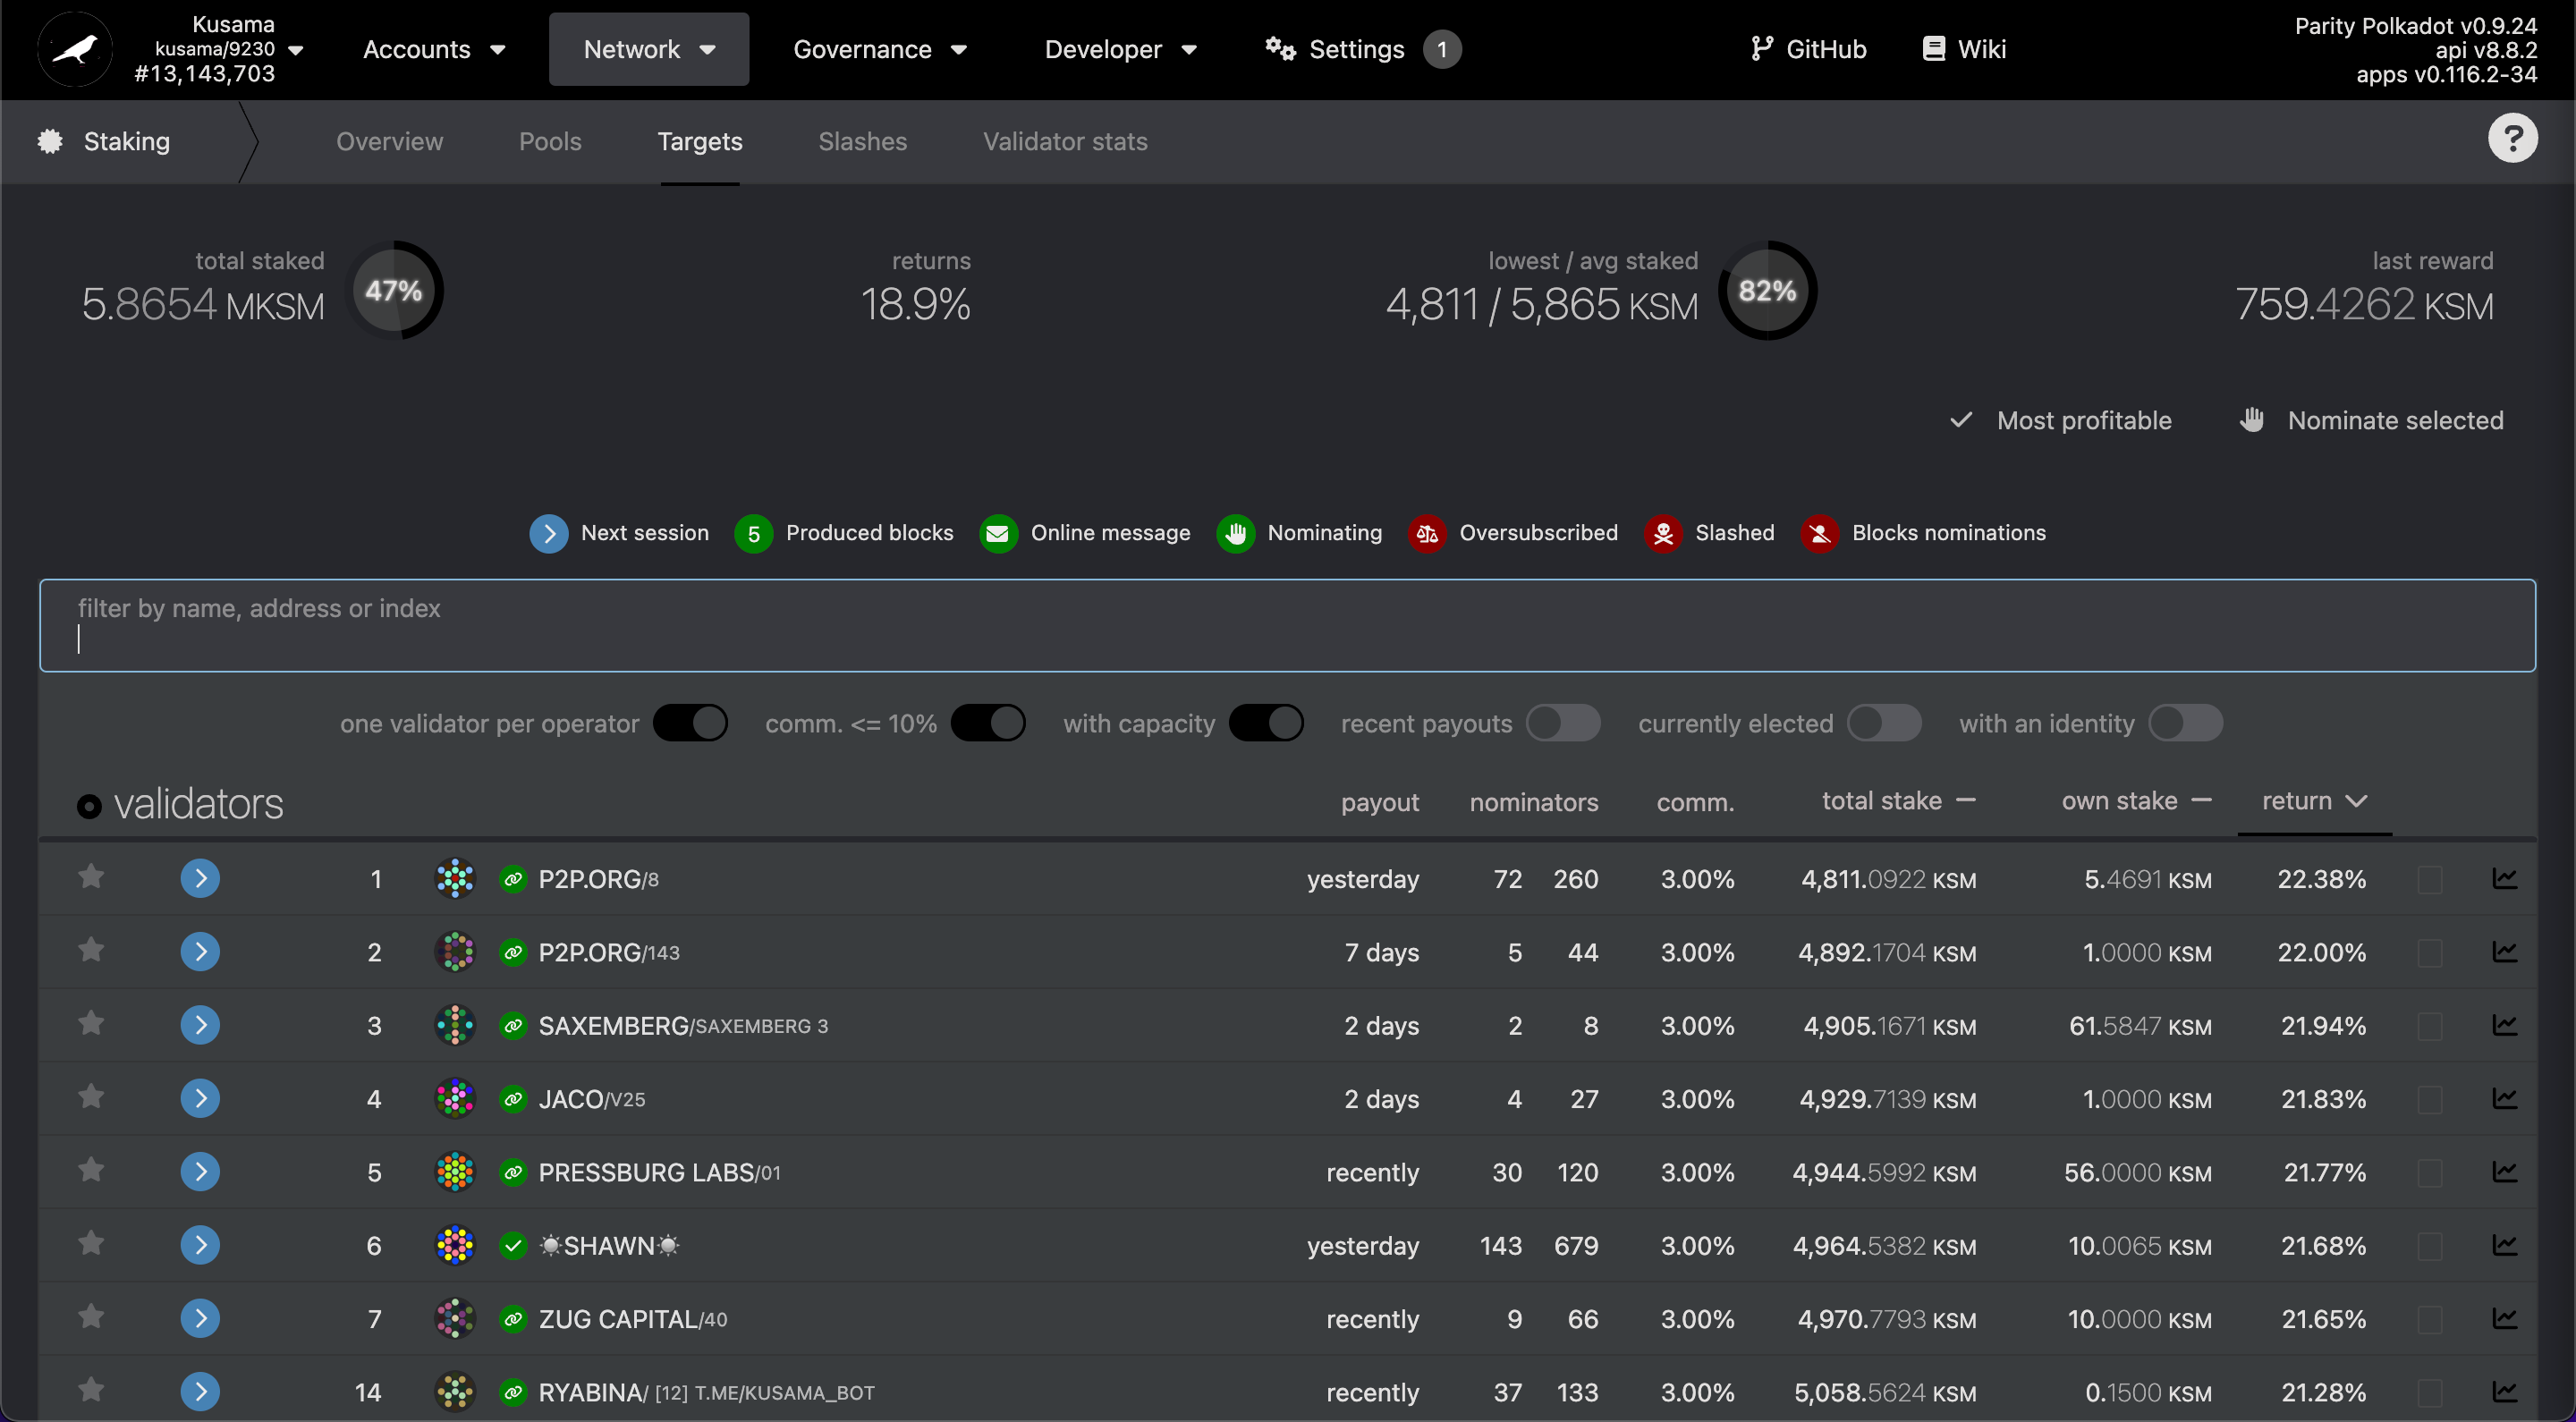 Kusama
kusama/9230
#13,143,703
Accounts
Network
Governance
Developer
Settings 1
GitHub
Wiki
Parity Polkadot v0.9.24
api v8.8.2
apps v0.116.2-34
Staking
Overview
Pools
Targets
Slashes
Validator stats
?
total staked
5.8654 MKSM
47%
returns
18.9%
lowest / avg staked
4,811 / 5,865 KSM
82%
last reward
759.4262 KSM
Most profitable
Nominate selected
Next session 5 Produced blocks Online message Nominating Oversubscribed Slashed Blocks nominations
filter by name, address or index
one validator per operator comm. <= 10% with capacity recent payouts currently elected with an identity
validators payout nominators comm. total stake own stake return
1 P2P.ORG/8 yesterday 72 260 3.00% 4,811.0922 KSM 5.4691 KSM 22.38%
2 P2P.ORG/143 7 days 5 44 3.00% 4,892.1704 KSM 1.0000 KSM 22.00%
3 SAXEMBERG/SAXEMBERG 3 2 days 2 8 3.00% 4,905.1671 KSM 61.5847 KSM 21.94%
4 JACO/V25 2 days 4 27 3.00% 4,929.7139 KSM 1.0000 KSM 21.83%
5 PRESSBURG LABS/01 recently 30 120 3.00% 4,944.5992 KSM 56.0000 KSM 21.77%
6 ☀SHAWN☀ yesterday 143 679 3.00% 4,964.5382 KSM 10.0065 KSM 21.68%
7 ZUG CAPITAL/40 recently 9 66 3.00% 4,970.7793 KSM 10.0000 KSM 21.65%
14 RYABINA/ [12] T.ME/KUSAMA_BOT recently 37 133 3.00% 5,058.5624 KSM 0.1500 KSM 21.28%